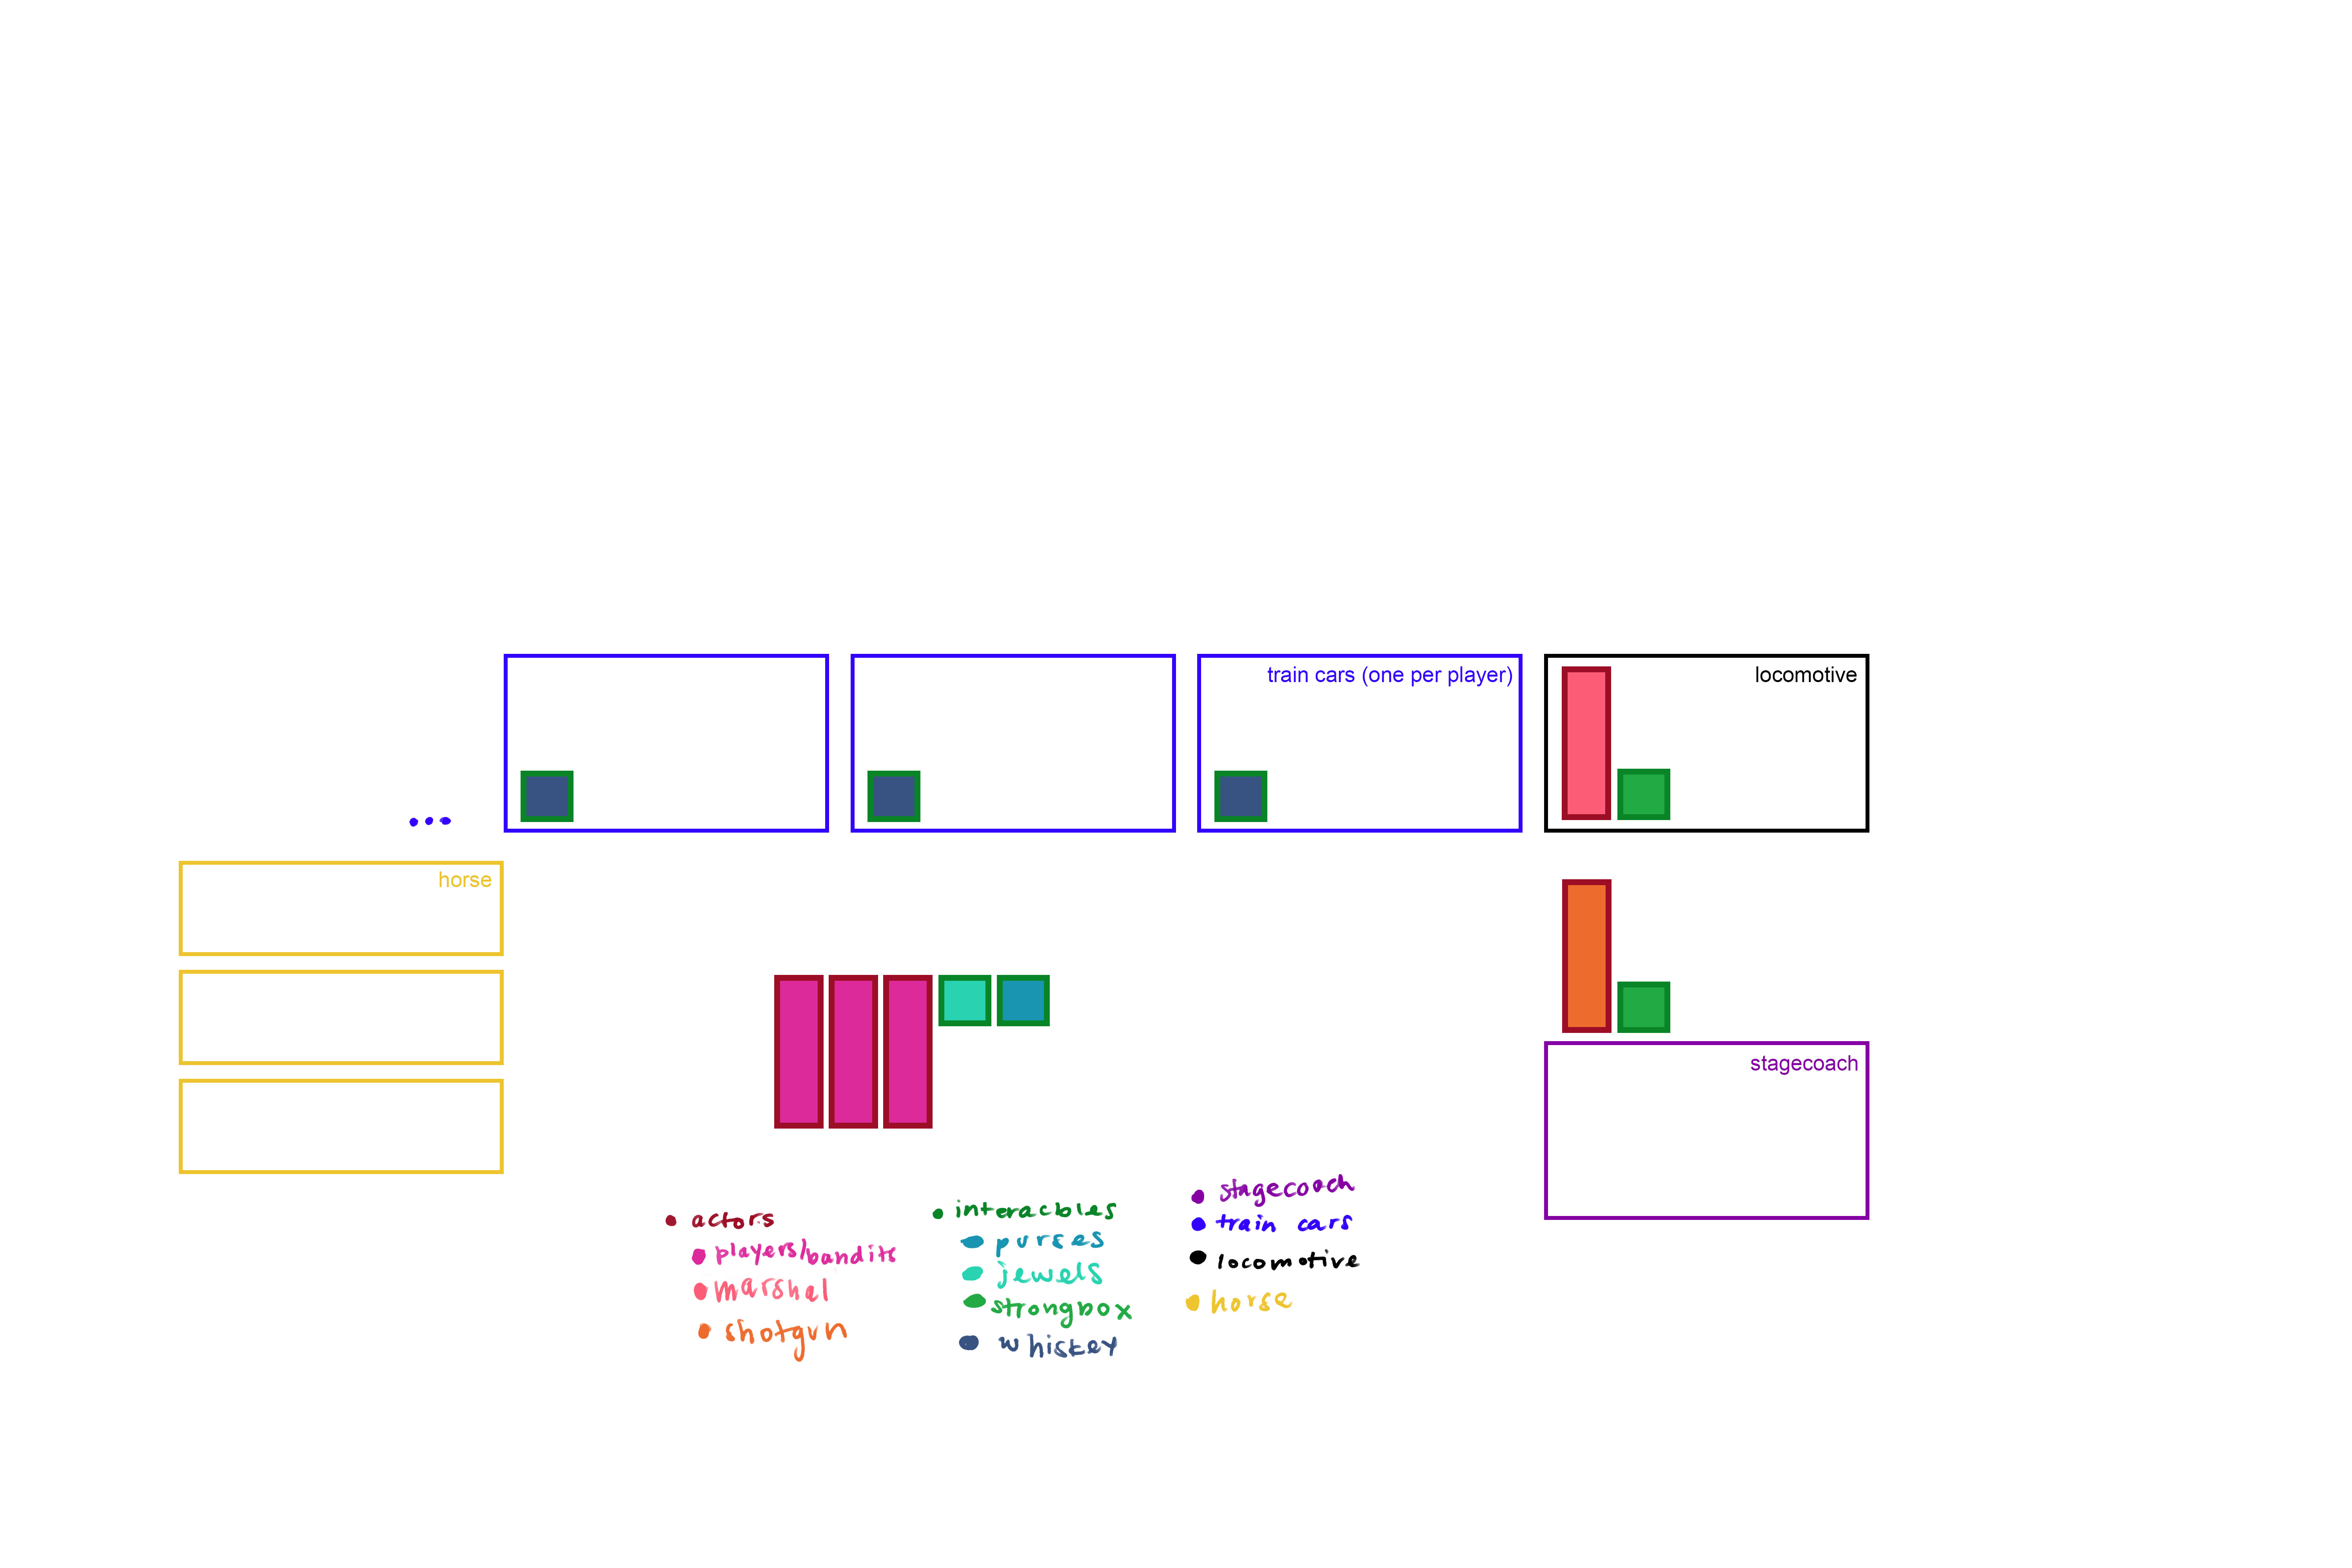 train cars (one per player)
locomotive
...
horse
stagecoach
• actors
• players/bandits
• marshal
• shotgun
• interacbles
• purses
• jewels
• strongbox
• whiskey
• stagecoach
• train cars
• locomotive
• horse